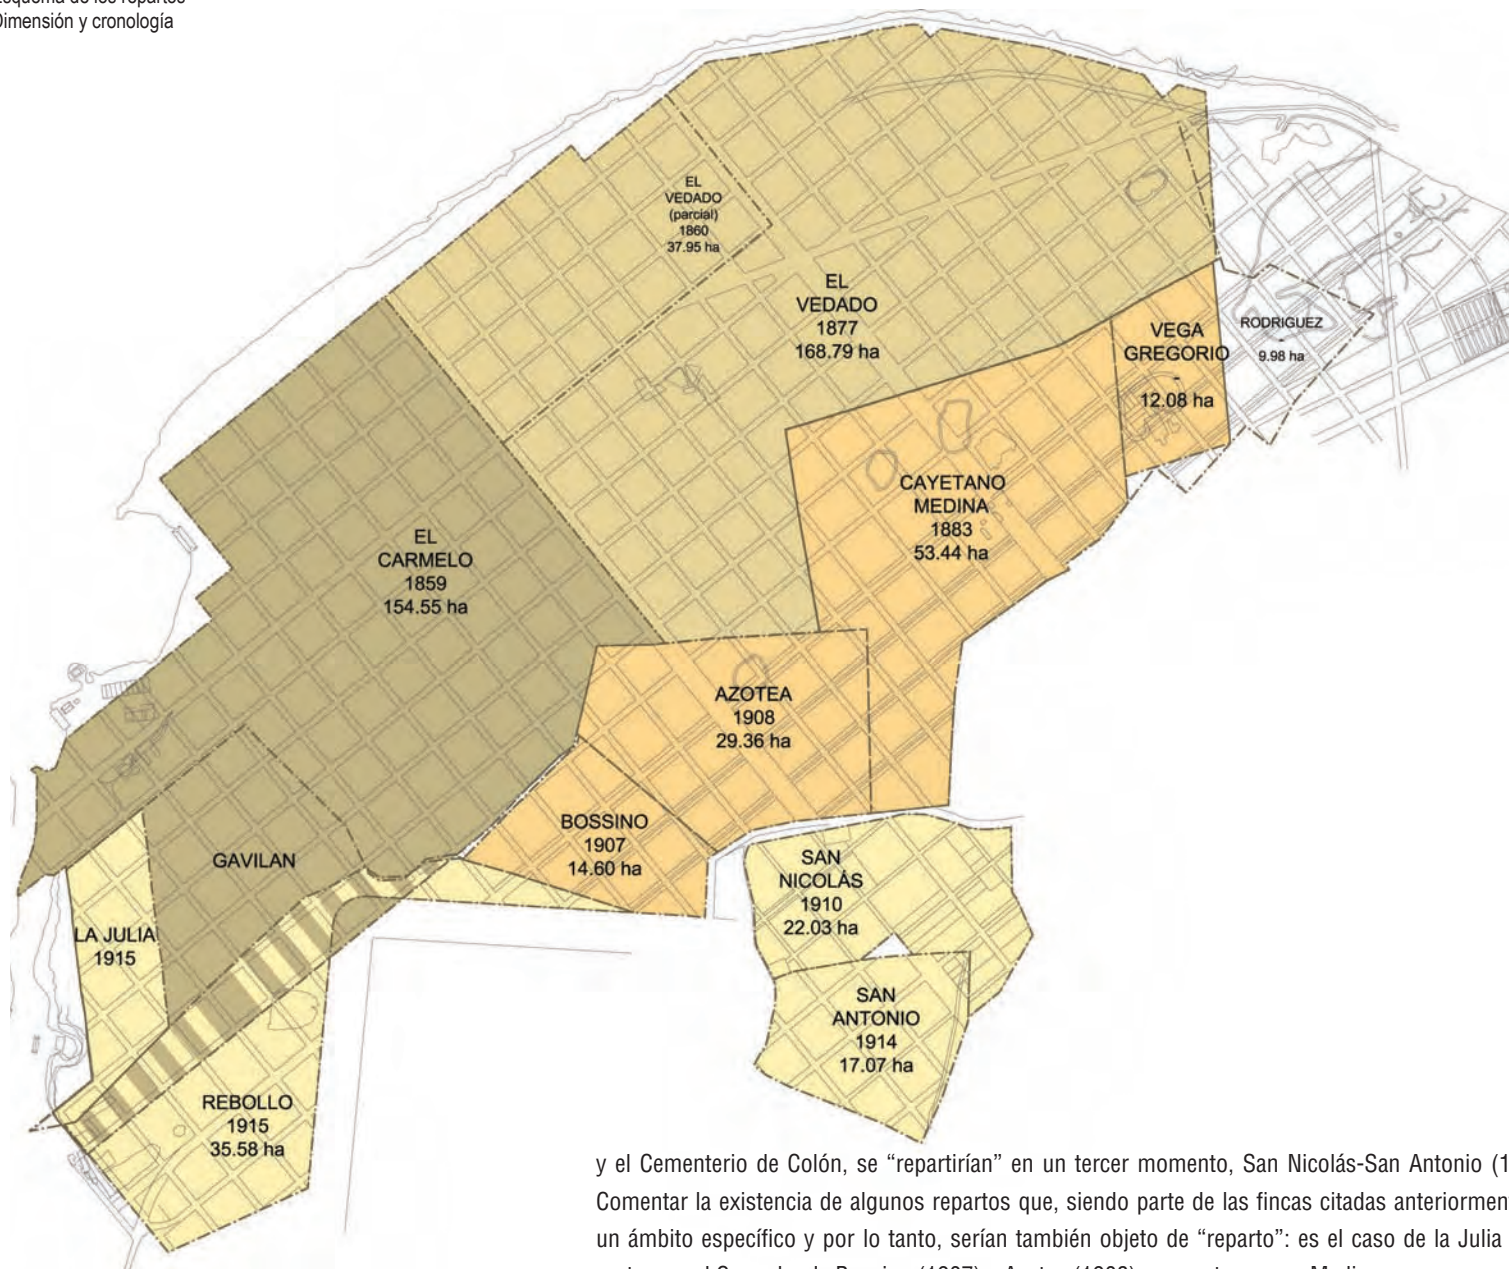 Esquema de los repartos
Dimensión y cronología
EL
VEDADO
(parcial)
1860
37.95 ha
EL
VEDADO
1877
168.79 ha
VEGA
GREGORIO
-
12.08 ha
RODRIGUEZ
-
9.98 ha
CAYETANO
MEDINA
1883
53.44 ha
EL
CARMELO
1859
154.55 ha
AZOTEA
1908
29.36 ha
BOSSINO
1907
14.60 ha
GAVILAN
SAN
NICOLÁS
1910
22.03 ha
LA JULIA
1915
SAN
ANTONIO
1914
17.07 ha
REBOLLO
1915
35.58 ha
y el Cementerio de Colón, se “repartirían” en un tercer momento, San Nicolás-San Antonio (1
Comentar la existencia de algunos repartos que, siendo parte de las fincas citadas anteriormen
un ámbito específico y por lo tanto, serían también objeto de “reparto”: es el caso de la Julia